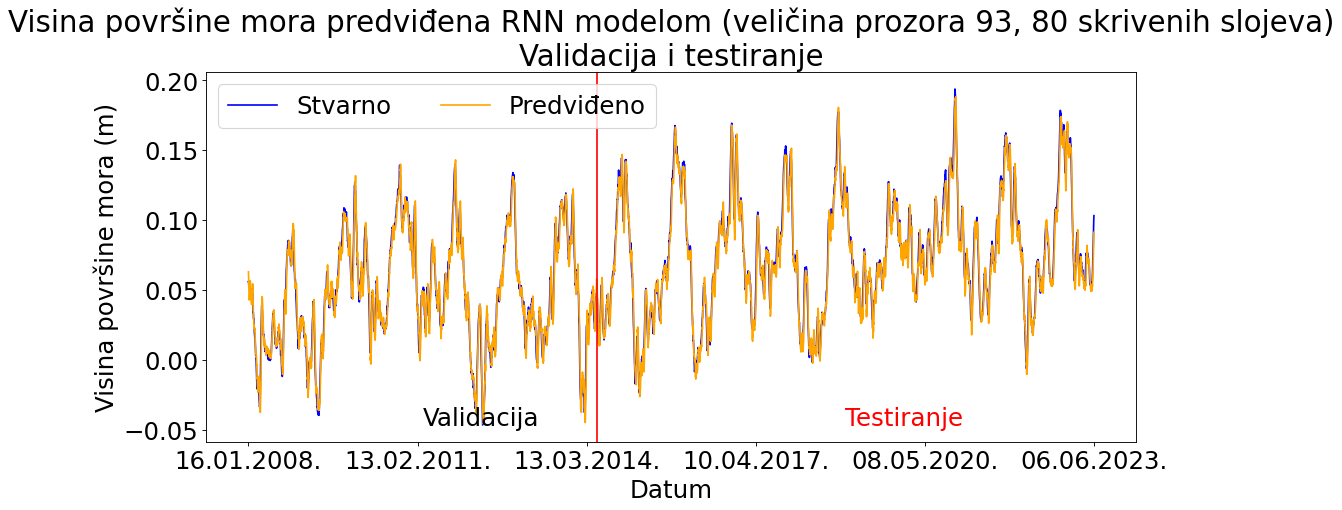 Visina površine mora predviđena RNN modelom (veličina prozora 93, 80 skrivenih slojeva)
Validacija i testiranje
Stvarno
Predviđeno
Visina površine mora (m)
0.20
0.15
0.10
0.05
0.00
−0.05
Validacija
Testiranje
16.01.2008.
13.02.2011.
13.03.2014.
10.04.2017.
08.05.2020.
06.06.2023.
Datum